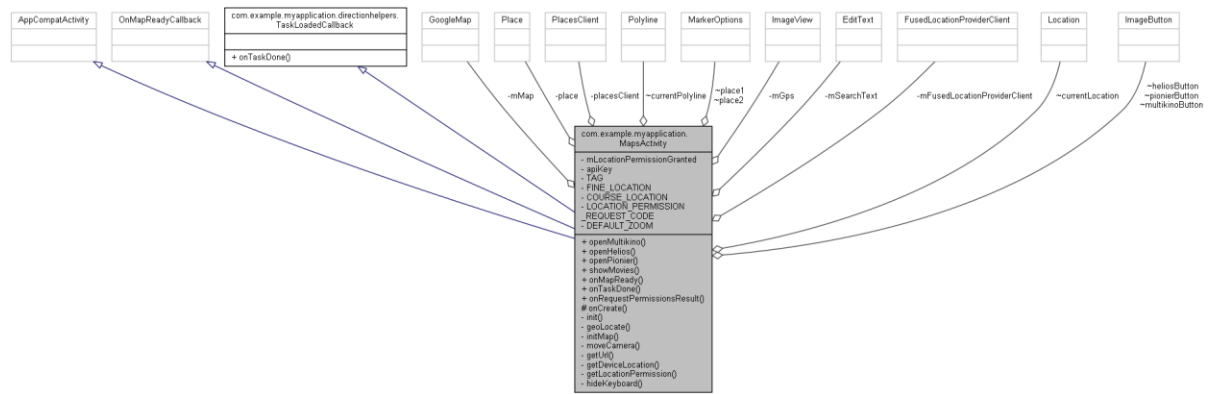 AppCompatActivity
OnMapReadyCallback
com.example.myapplication.directionhelpers.
TaskLoadedCallback
+ onTaskDone()
GoogleMap
Place
PlacesClient
Polyline
MarkerOptions
ImageView
EditText
FusedLocationProviderClient
Location
ImageButton
-mMap
-place
-placesClient
~currentPolyline
~place1
~place2
-mGps
-mSearchText
-mFusedLocationProviderClient
~currentLocation
~heliosButton
~pionierButton
~multikinoButton
com.example.myapplication.
MapsActivity
- mLocationPermissionGranted
- apiKey
- TAG
- FINE_LOCATION
- COURSE_LOCATION
- LOCATION_PERMISSION
_REQUEST_CODE
- DEFAULT_ZOOM
+ openMultikino()
+ openHelios()
+ openPionier()
+ showMovies()
+ onMapReady()
+ onTaskDone()
+ onRequestPermissionsResult()
# onCreate()
- init()
- geoLocate()
- initMap()
- moveCamera()
- getUrl()
- getDeviceLocation()
- getLocationPermission()
- hideKeyboard()